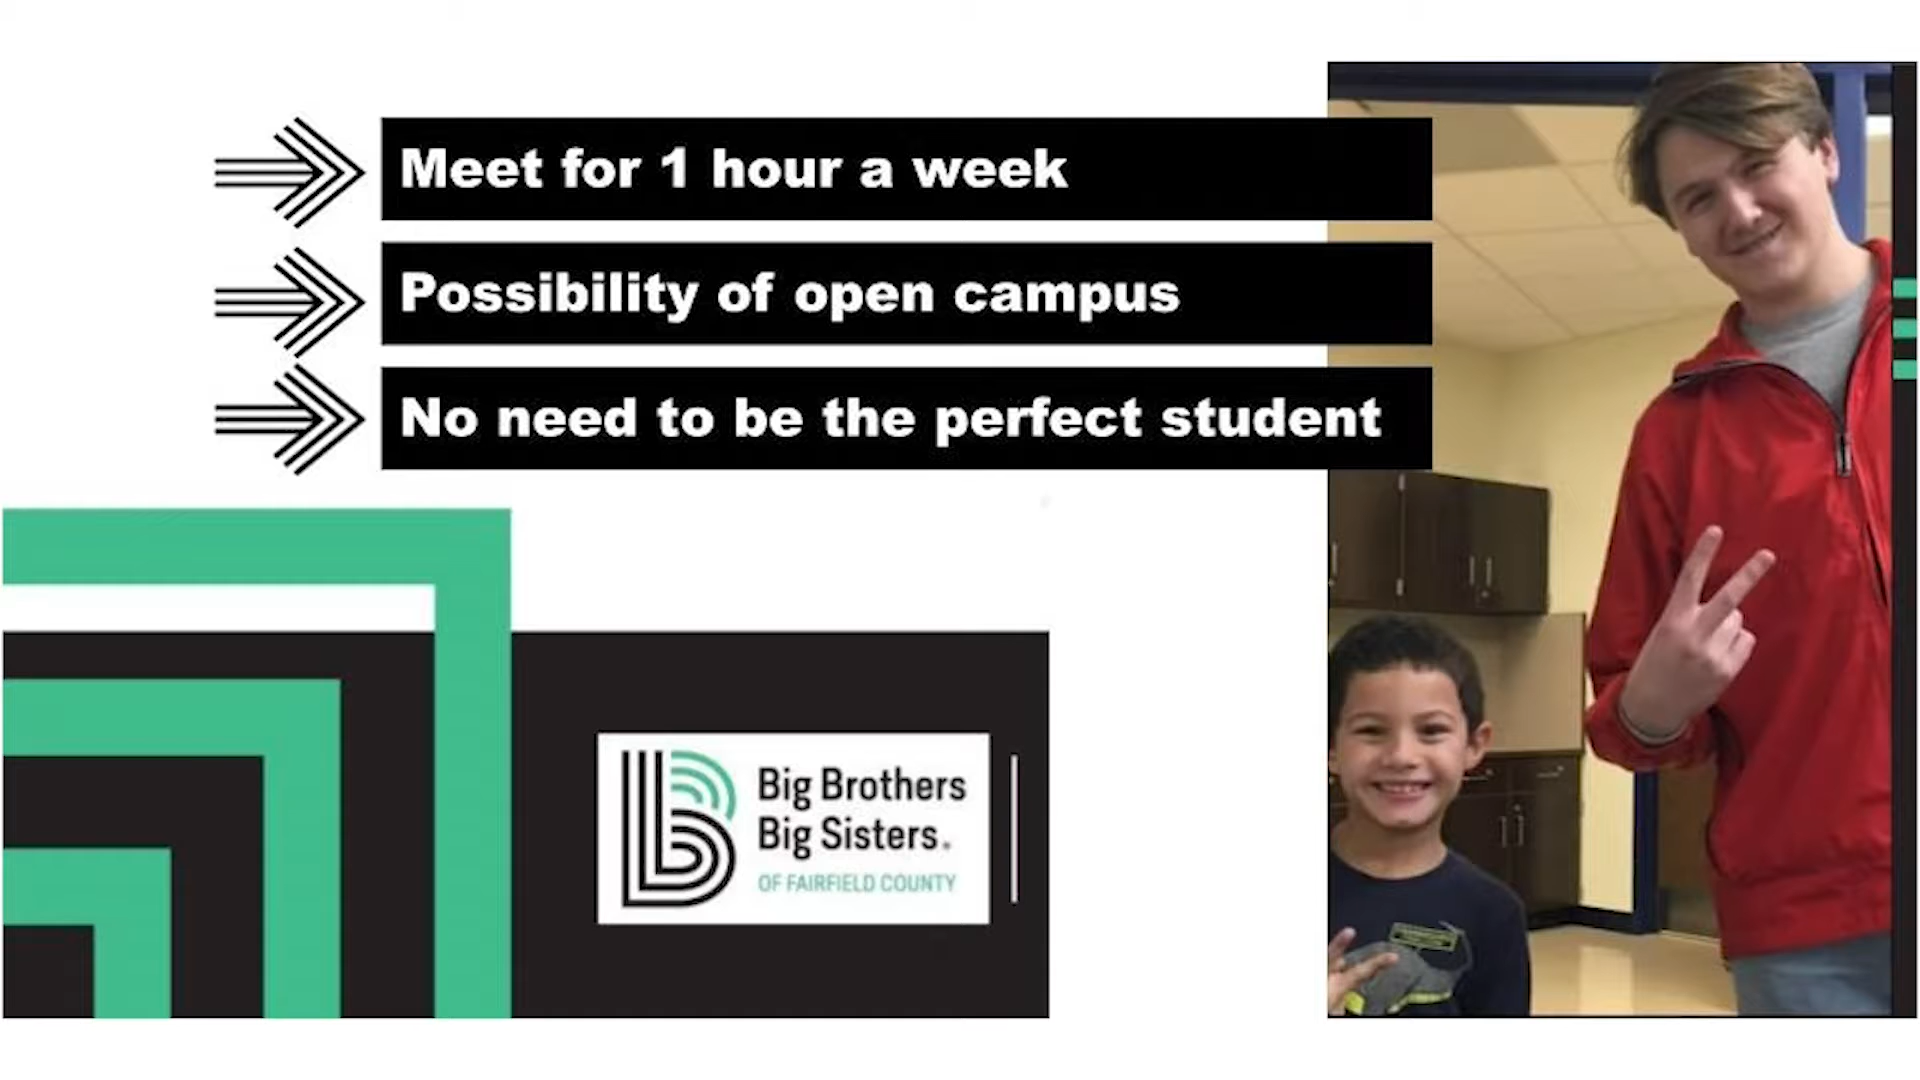 Meet for 1 hour a week
Possibility of open campus
No need to be the perfect student
Big Brothers
Big Sisters.
OF FAIRFIELD COUNTY